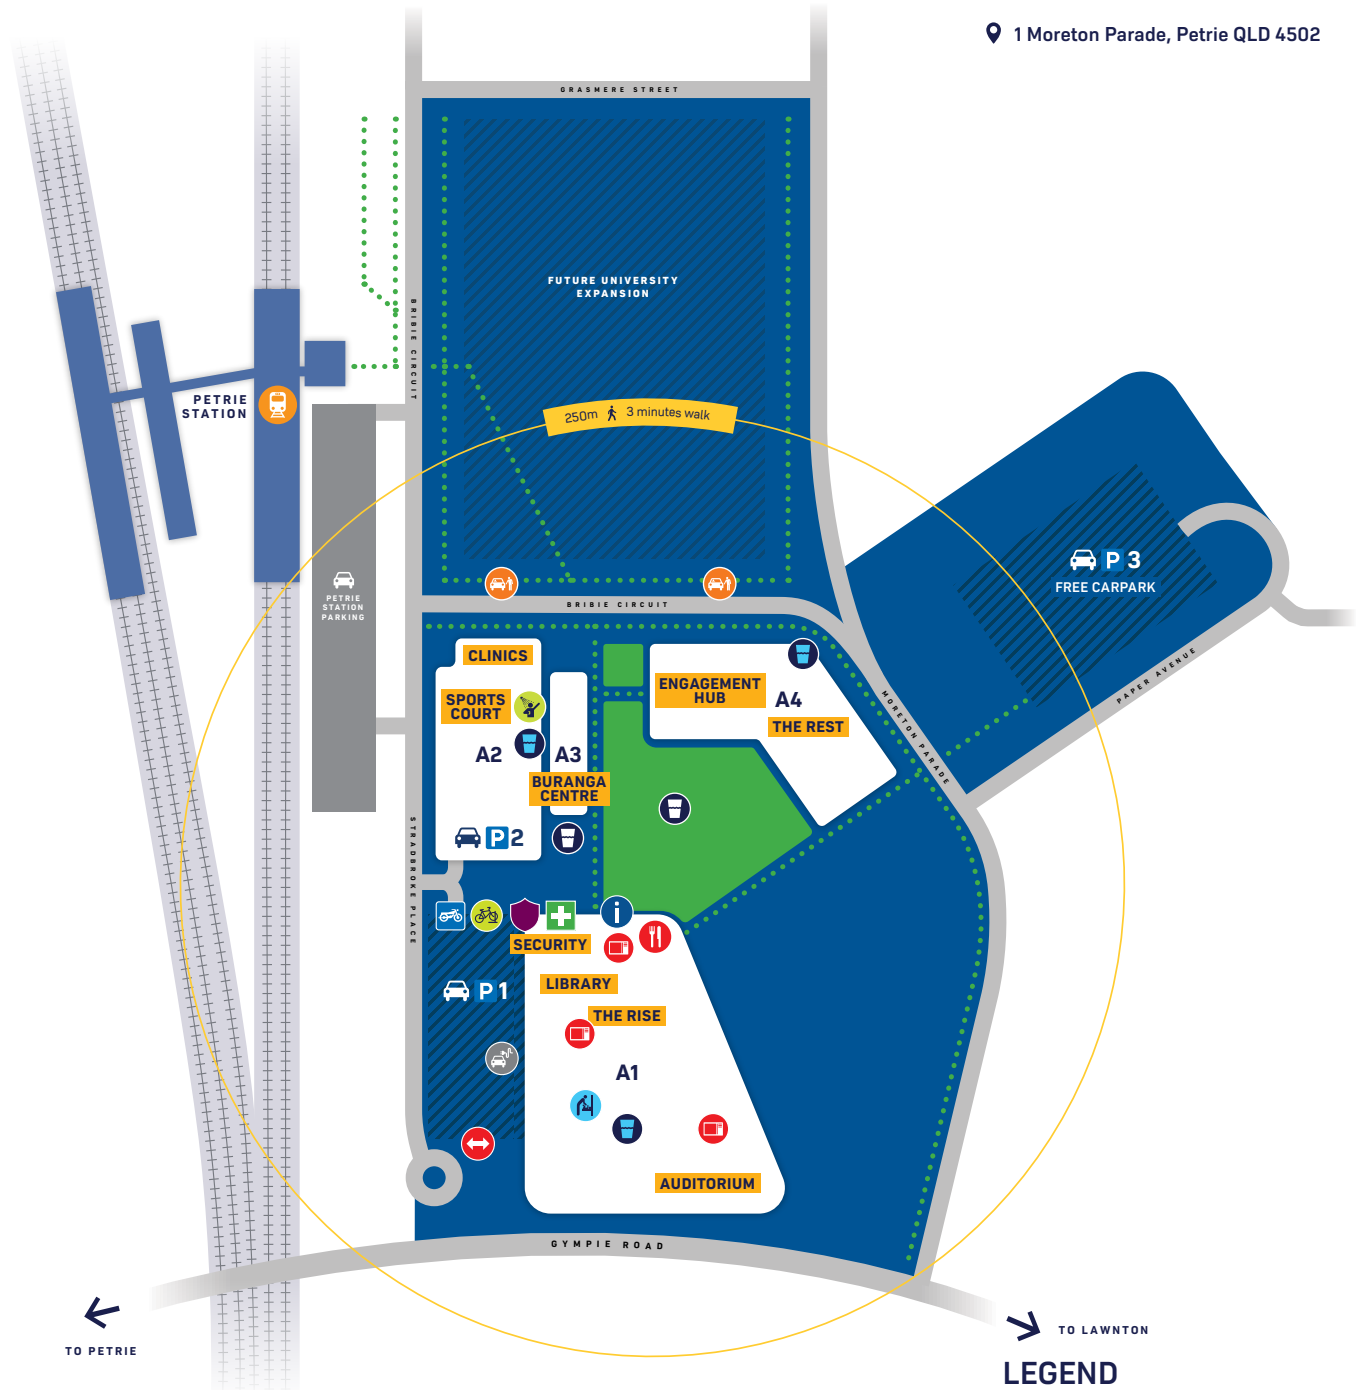 1 Moreton Parade, Petrie QLD 4502
GRASMERE STREET
FUTURE UNIVERSITY
EXPANSION
BRIBIE CIRCUIT
PETRIE
STATION
250m 3 minutes walk
P 3
FREE CARPARK
PETRIE
STATION
PARKING
BRIBIE CIRCUIT
CLINICS
SPORTS
COURT
A2
A3
BURANGA
CENTRE
P 2
ENGAGEMENT
HUB
A4
THE REST
MORETON PARADE
PAPER AVENUE
STRADBROKE PLACE
i
SECURITY
LIBRARY
P 1
THE RISE
A1
AUDITORIUM
GYMPIE ROAD
TO PETRIE
TO LAWNTON
LEGEND